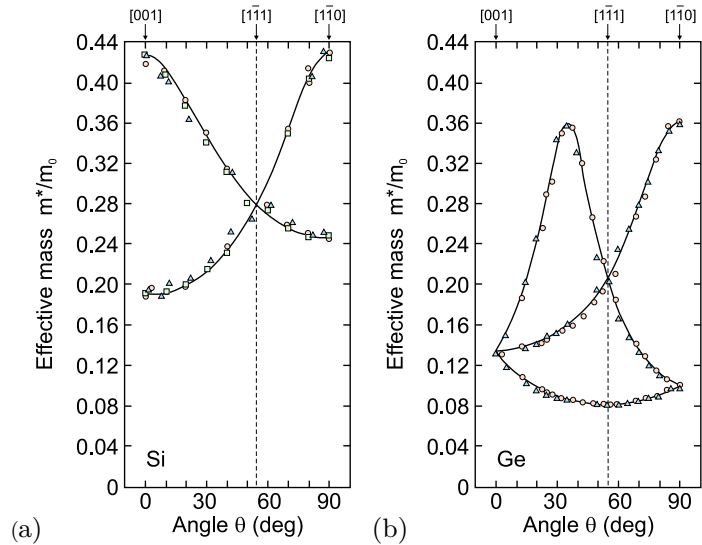 [001] [11̄1] [11̄0]
0.44
0.40
0.36
0.32
0.28
0.24
0.20
0.16
0.12
0.08
0.04
0
Effective mass m*/m₀
Si
0 30 60 90
Angle θ (deg)
(a)
[001] [11̄1] [11̄0]
0.44
0.40
0.36
0.32
0.28
0.24
0.20
0.16
0.12
0.08
0.04
0
Effective mass m*/m₀
Ge
0 30 60 90
Angle θ (deg)
(b)